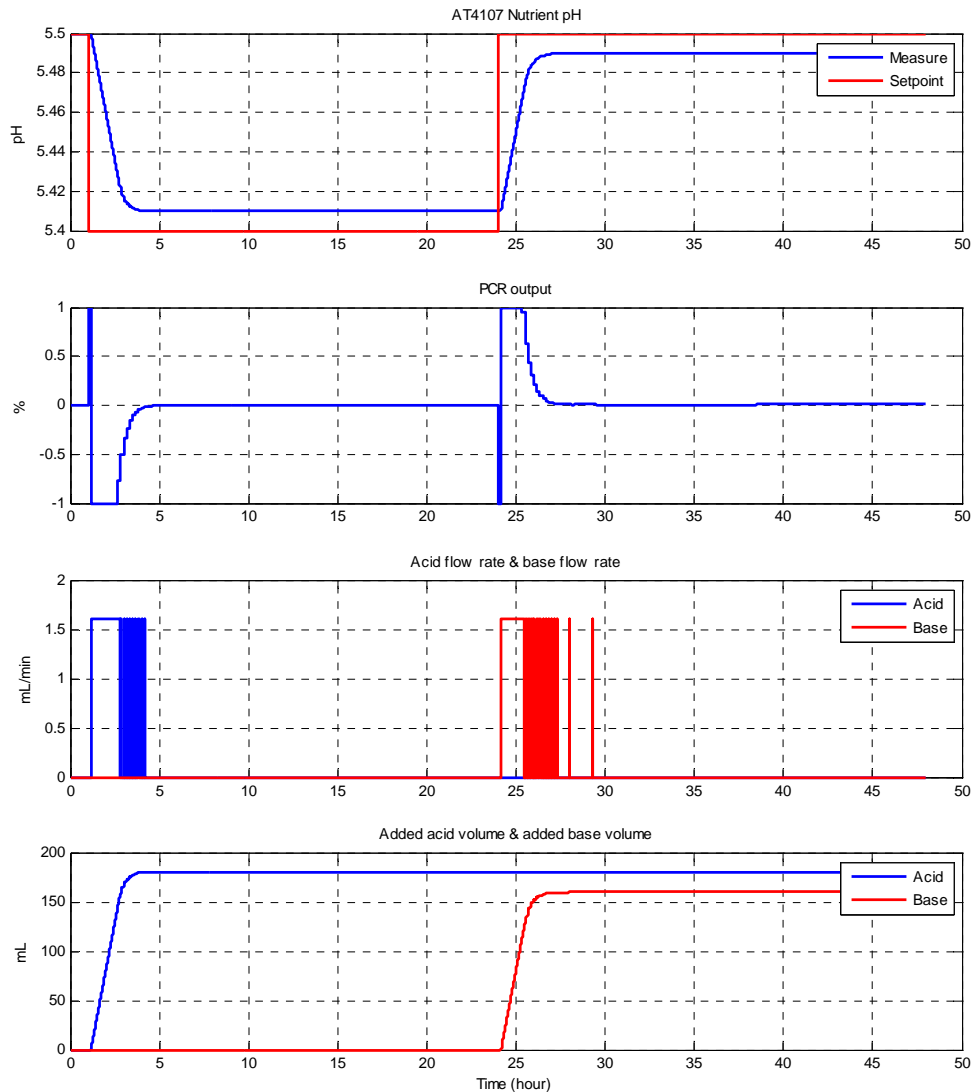 AT4107 Nutrient pH
5.5
5.48
5.46
5.44
5.42
5.4
pH
Measure
Setpoint
0 5 10 15 20 25 30 35 40 45 50
PCR output
1
0.5
0
-0.5
-1
%
0 5 10 15 20 25 30 35 40 45 50
Acid flow rate & base flow rate
2
1.5
1
0.5
0
mL/min
Acid
Base
0 5 10 15 20 25 30 35 40 45 50
Added acid volume & added base volume
200
150
100
50
0
mL
Acid
Base
0 5 10 15 20 25 30 35 40 45 50
Time (hour)